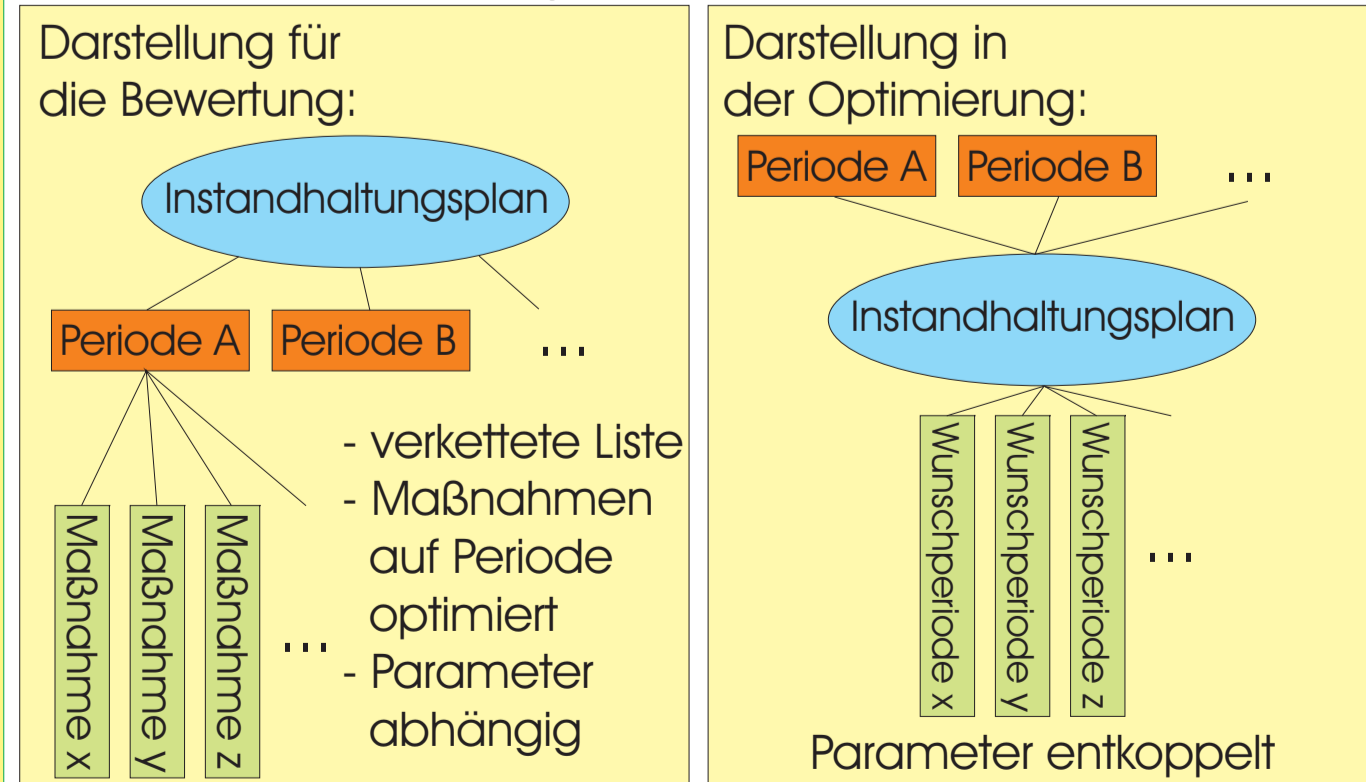 Darstellung für
die Bewertung:
Instandhaltungsplan
Periode A
Periode B
...
- verkettete Liste
- Maßnahmen
auf Periode
optimiert
- Parameter
abhängig
Maßnahme x
Maßnahme y
Maßnahme z
...
Darstellung in
der Optimierung:
Periode A
Periode B
...
Instandhaltungsplan
Wunschperiode x
Wunschperiode y
Wunschperiode z
...
Parameter entkoppelt